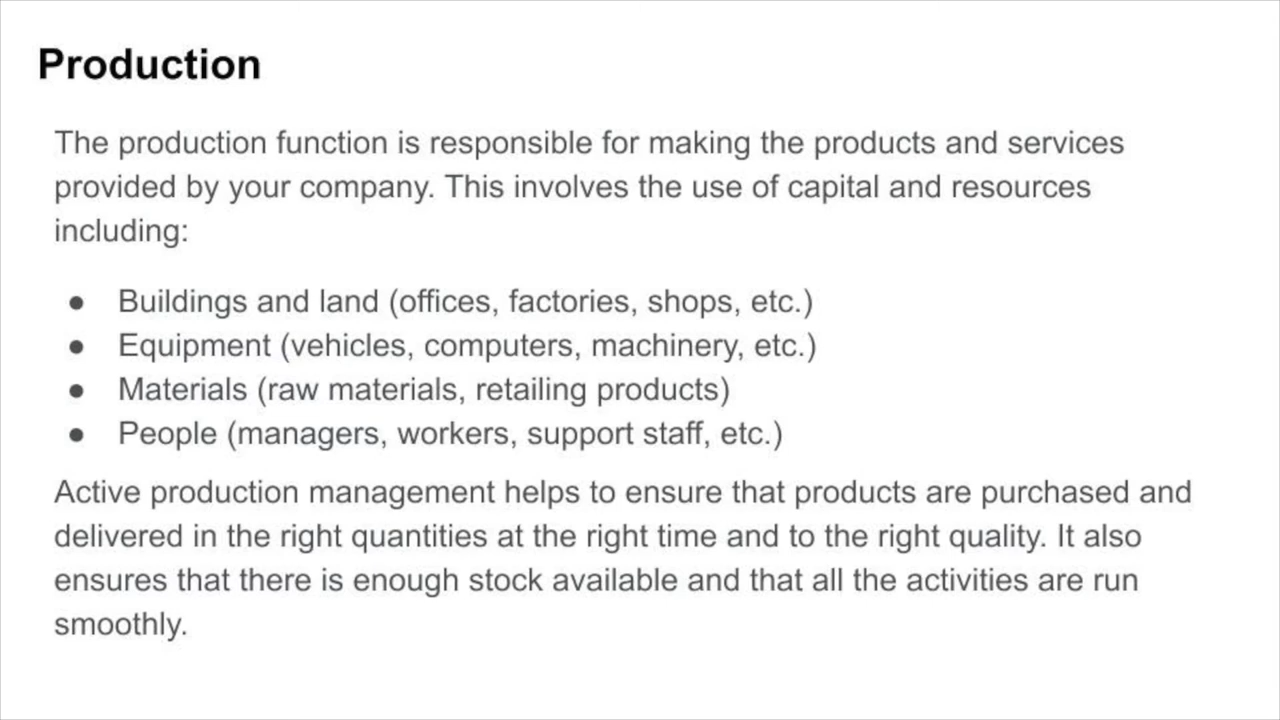 Production
The production function is responsible for making the products and services
provided by your company. This involves the use of capital and resources
including:
● Buildings and land (offices, factories, shops, etc.)
● Equipment (vehicles, computers, machinery, etc.)
● Materials (raw materials, retailing products)
● People (managers, workers, support staff, etc.)
Active production management helps to ensure that products are purchased and
delivered in the right quantities at the right time and to the right quality. It also
ensures that there is enough stock available and that all the activities are run
smoothly.